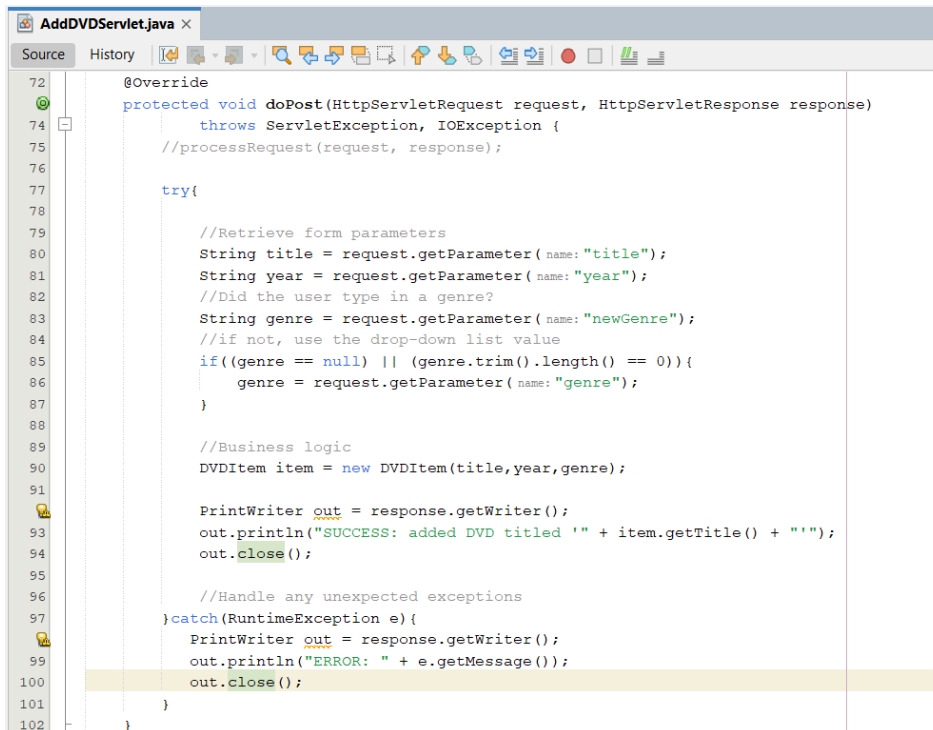 AddDVDServlet.java ×
Source History
72 @Override
protected void doPost(HttpServletRequest request, HttpServletResponse response)
74 throws ServletException, IOException {
75 //processRequest(request, response);
76
77 try{
78
79 //Retrieve form parameters
80 String title = request.getParameter( name: "title");
81 String year = request.getParameter( name: "year");
82 //Did the user type in a genre?
83 String genre = request.getParameter( name: "newGenre");
84 //if not, use the drop-down list value
85 if((genre == null) || (genre.trim().length() == 0)){
86 genre = request.getParameter( name: "genre");
87 }
88
89 //Business logic
90 DVDItem item = new DVDItem(title,year,genre);
91
PrintWriter out = response.getWriter();
93 out.println("SUCCESS: added DVD titled '" + item.getTitle() + "'");
94 out.close();
95
96 //Handle any unexpected exceptions
97 }catch(RuntimeException e){
PrintWriter out = response.getWriter();
99 out.println("ERROR: " + e.getMessage());
100 out.close();
101 }
102 }